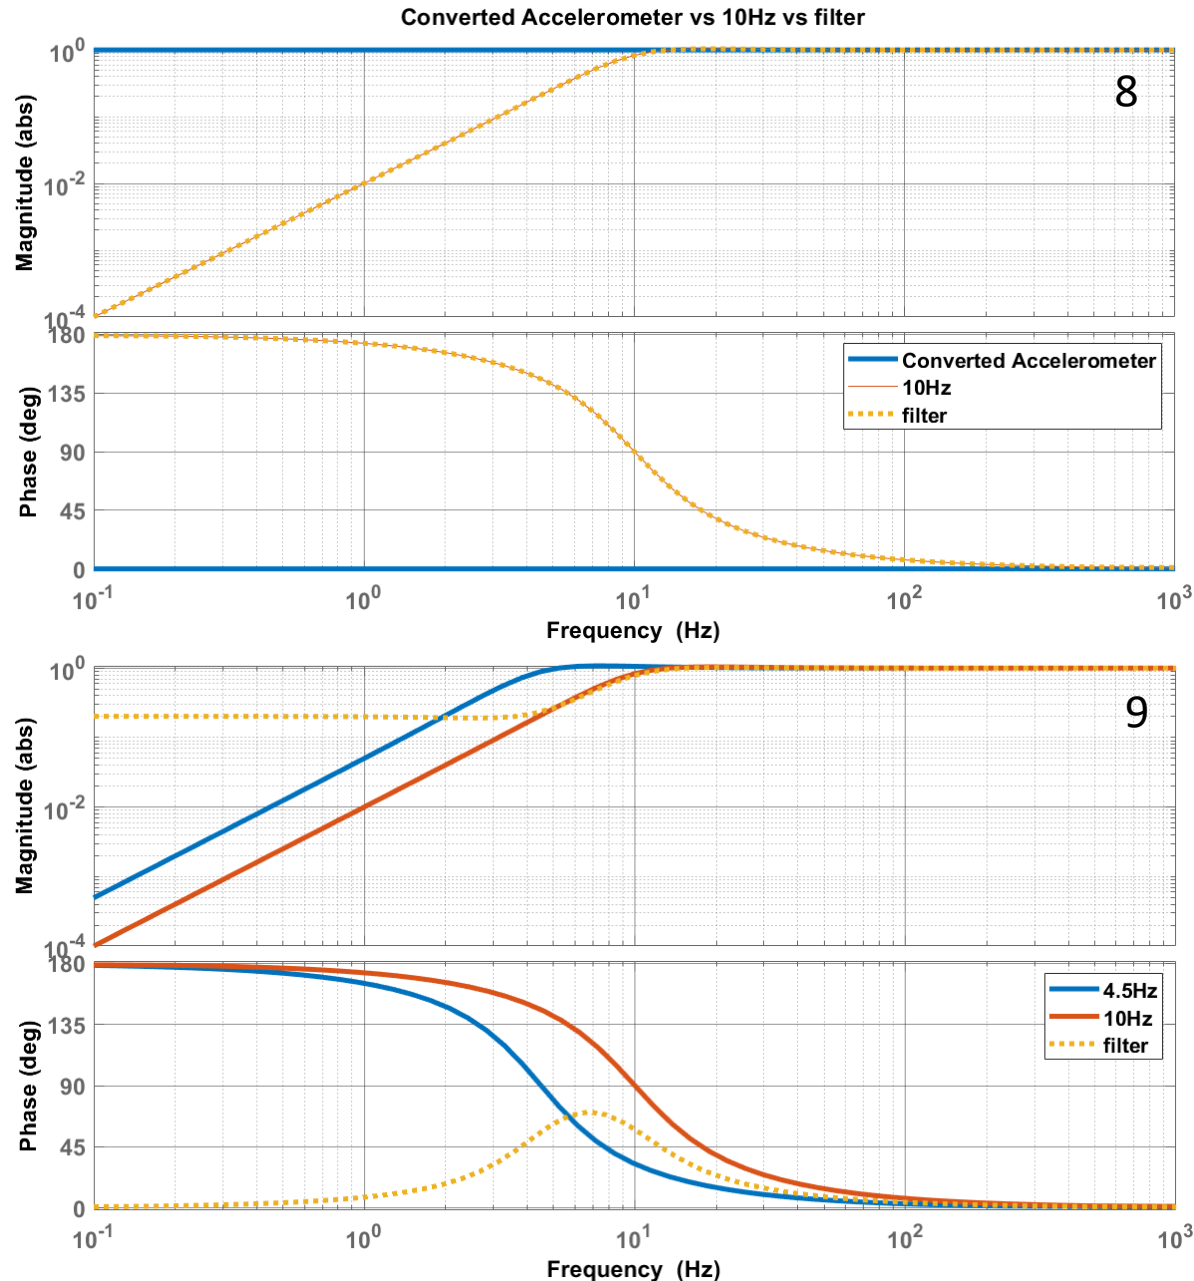 Converted Accelerometer vs 10Hz vs filter
10^0
10^-2
10^-4
Magnitude (abs)
8
180
135
90
45
0
Phase (deg)
Converted Accelerometer
10Hz
filter
10^-1 10^0 10^1 10^2 10^3
Frequency (Hz)
10^0
10^-2
10^-4
Magnitude (abs)
9
180
135
90
45
0
Phase (deg)
4.5Hz
10Hz
filter
10^-1 10^0 10^1 10^2 10^3
Frequency (Hz)